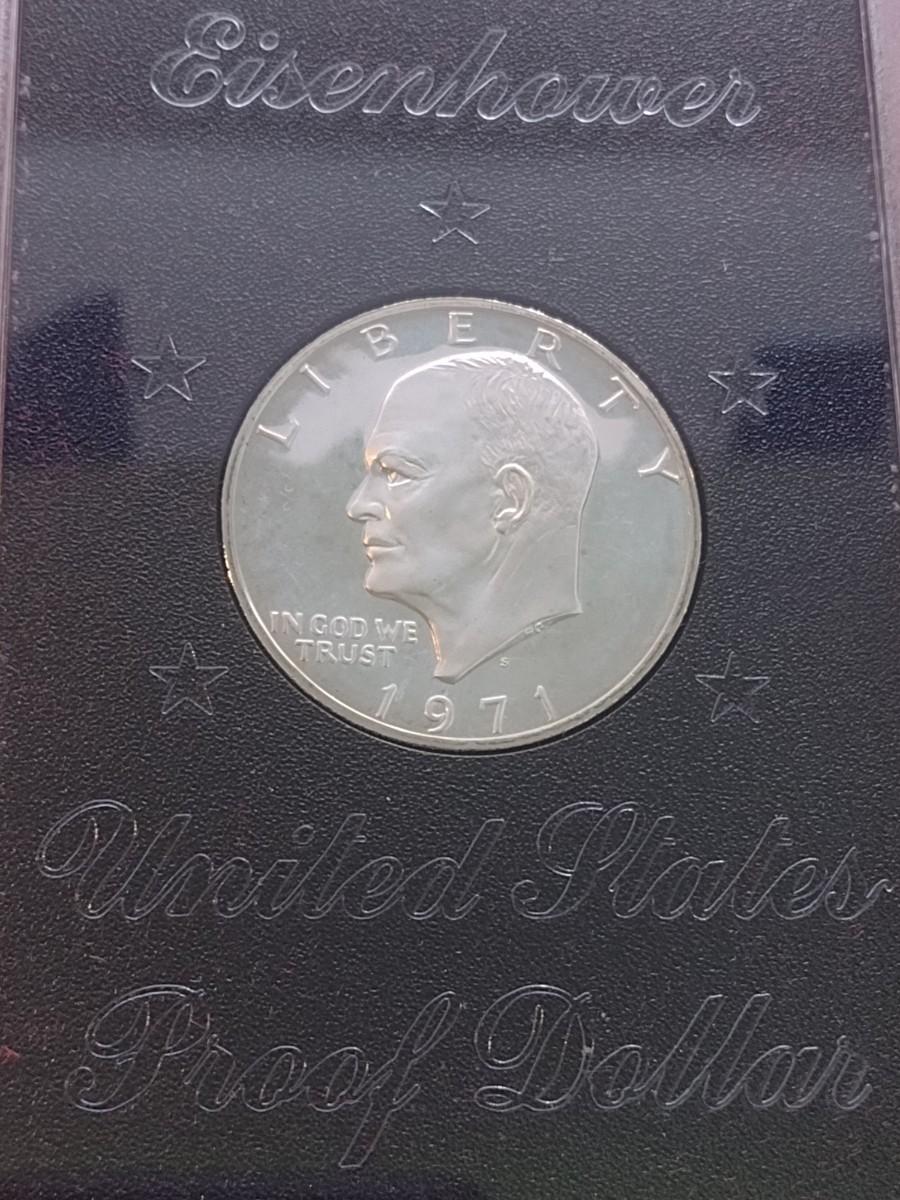 Eisenhower
LIBERTY
IN GOD WE
TRUST
S
1971
United States
Proof Dollar